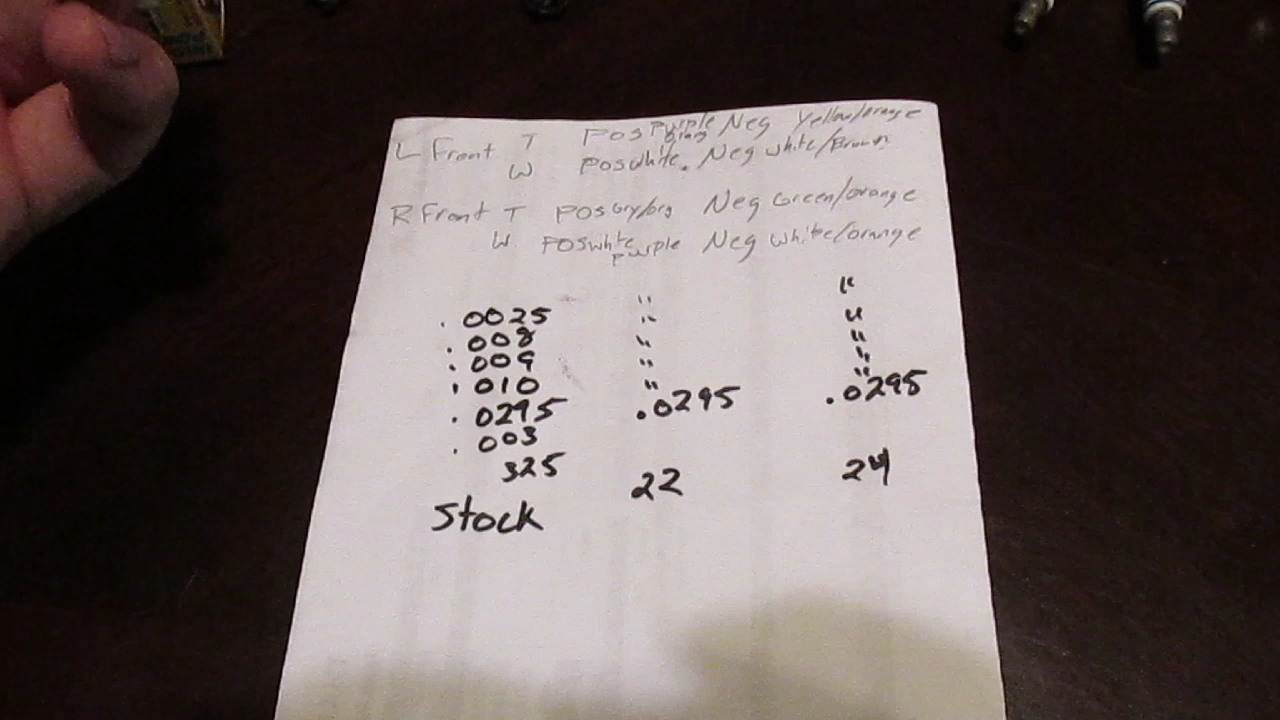 L Front T Pos Purple Neg Yellow/orange
W Pos white Neg white/Brown
R Front T Pos Gry/Org Neg Green/orange
W Pos white purple Neg white/orange
"
.0025 " "
.008 " "
.009 " "
.010 " "
.0295 .0295 .0295
.003
325 22 24
Stock